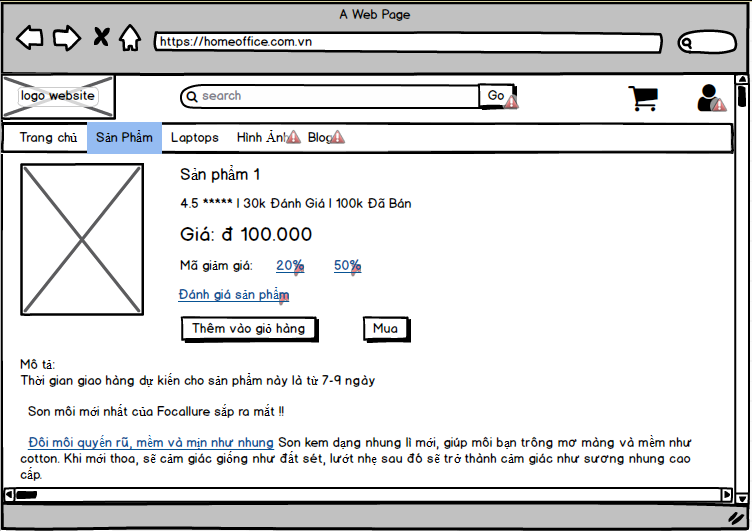 A Web Page
https://homeoffice.com.vn
logo website
search
Go
Trang chủ Sản Phẩm Laptops Hình Ảnh Blog
Sản phẩm 1
4.5 ***** | 30k Đánh Giá | 100k Đã Bán
Giá: đ 100.000
Mã giảm giá: 20% 50%
Đánh giá sản phẩm
Thêm vào giỏ hàng Mua
Mô tả:
Thời gian giao hàng dự kiến cho sản phẩm này là từ 7-9 ngày
Son môi mới nhất của Focallure sắp ra mắt !!
Đôi môi quyến rũ, mềm và mịn như nhung Son kem dạng nhung lì mới, giúp môi bạn trông mơ màng và mềm như
cotton. Khi mới thoa, sẽ cảm giác giống như đất sét, lướt nhẹ sau đó sẽ trở thành cảm giác như sương nhung cao
cấp.